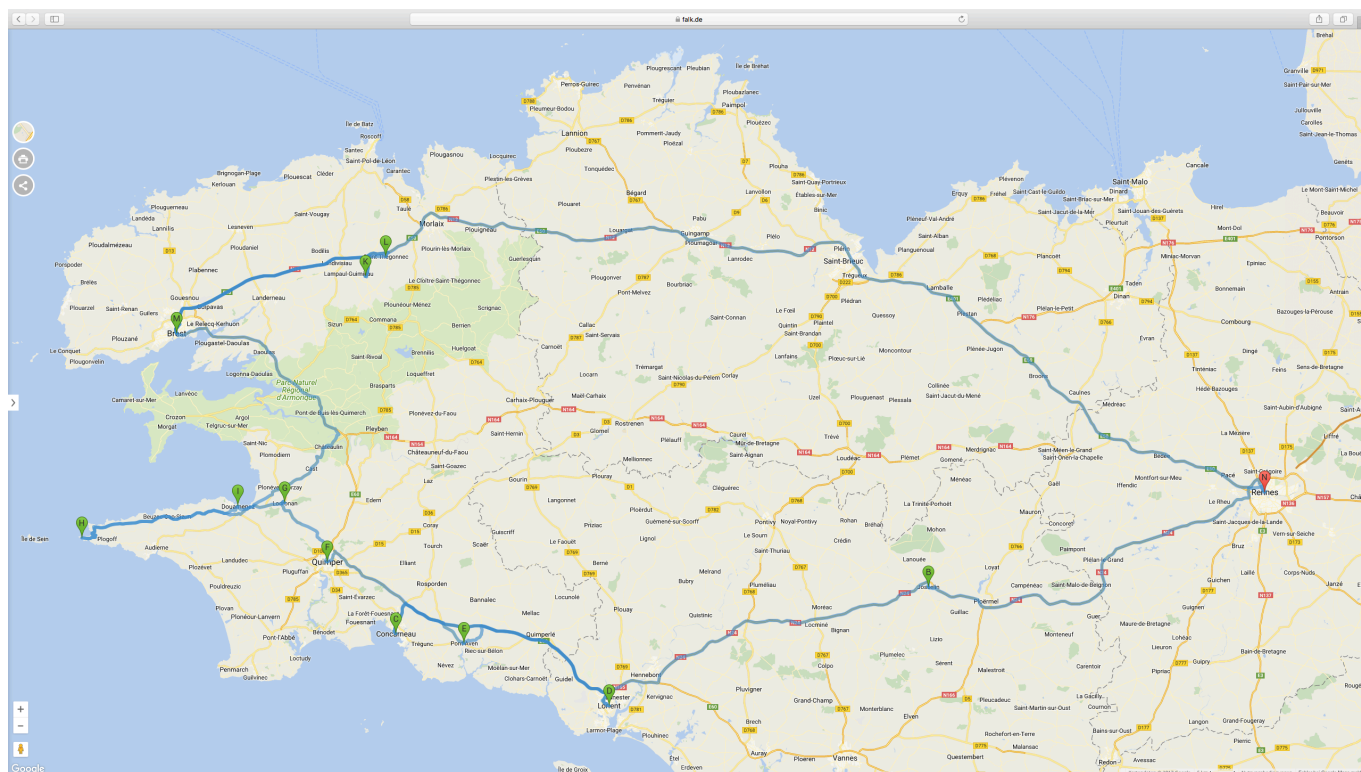 falk.de
Bréhal
Granville
Saint-Pair-sur-Mer
Jullouville
Carolles
Saint-Jean-le-Thomas
Genêts
Le Mont-Saint-Michel
Beauvoir
Pontorson
Plougrescant
Pleubian
Île de Bréhat
Perros-Guirec
Penvénan
Ploubazlanec
Pleumeur-Bodou
Tréguier
Paimpol
Lannion
Pommerit-Jaudy
Plouézec
Ploubezre
Ploëzal
Île de Batz
Roscoff
Santec
Saint-Pol-de-Léon
Plougasnou
Locquirec
Carantec
Plestin-les-Grèves
Tonquédec
Plouha
Saint-Quay-Portrieux
Étables-sur-Mer
Binic
Lanvollon
Brignogan-Plage
Kerlouan
Plouescat
Cléder
Taulé
Bégard
Plouaret
Pabu
Guingamp
Ploumagoar
Plélo
Louargat
Lanrodec
Plérin
Saint-Brieuc
Trégueux
Erquy
Fréhel
Plévenon
Saint-Cast-le-Guildo
Saint-Briac-sur-Mer
Saint-Jacut-de-la-Mer
Saint-Malo
Dinard
Cancale
Saint-Jouan-des-Guérets
Hirel
Pleurtuit
Mont-Dol
Pléneuf-Val-André
Saint-Alban
Planguenoual
Plancoët
Miniac-Morvan
Epiniac
Taden
Dinan
Bonnemain
Antrain
Combourg
Bazouges-la-Pérouse
Plouguerneau
Landéda
Lannilis
Lesneven
Saint-Vougay
Morlaix
Plouigneau
Plourin-lès-Morlaix
Guerlesquin
Ploudalmézeau
Ploudaniel
Bodilis
Landivisiau
Lampaul-Guimiliau
Le Cloître-Saint-Thégonnec
Porspoder
Plabennec
Brélès
Gouesnou
Landerneau
Plouarzel
Saint-Renan
Guilers
Guipavas
Le Relecq-Kerhuon
Brest
Plouzané
Plougastel-Daoulas
Daoulas
Le Conquet
Plougonvelin
Logonna-Daoulas
Sizun
Commana
Plounéour-Ménez
Scrignac
Berrien
Huelgoat
Brennilis
Saint-Rivoal
Loqueffret
Brasparts
Parc Naturel
Régional
d'Armorique
Plougonver
Pont-Melvez
Bourbriac
Callac
Saint-Servais
Saint-Connan
Carnoët
Trémargat
Locarn
Maël-Carhaix
Saint-Nicolas-du-Pélem
Corlay
Carhaix-Plouguer
Rostrenen
Glomel
Plélauff
Caurel
Mûr-de-Bretagne
Saint-Aignan
Mellionnec
Le Fœil
Quintin
Plaintel
Saint-Brandan
Plédran
Quessoy
Lamballe
Plédéliac
Plélan-le-Petit
Plestan
Plénée-Jugon
Lanfains
Plœuc-sur-Lié
Moncontour
Broons
Collinée
Saint-Jacut-du-Mené
Uzel
Plouguenast
Plessala
Trévé
Loudeac
Plémet
Merdrignac
Gomené
Ménéac
Evran
Dingé
Tinténiac
Feins
Sens-de-Bretagne
Hédé-Bazouges
Caulnes
Médréac
Saint-Aubin-d'Aubigné
La Mézière
Liffré
Saint-Grégoire
Pacé
Bédée
Montfort-sur-Meu
Iffendic
Saint-Méen-le-Grand
Saint-Onen-la-Chapelle
Gaël
Rennes
Le Rheu
Saint-Jacques-de-la-Lande
Bruz
Vern-sur-Seiche
Laillé
Corps-Nuds
Janzé
Guichen
Guignen
Lanvéoc
Camaret-sur-Mer
Crozon
Morgat
Argol
Telgruc-sur-Mer
Pont-de-Buis-lès-Quimerch
Plonévez-du-Faou
Pleyben
Châteaulin
Châteauneuf-du-Faou
Saint-Goazec
Saint-Hernin
Saint-Nic
Plomodiern
Cast
Laz
Gourin
Plouray
Douarnenez
Locronan
Edern
Coray
Tourch
Scaër
Guiscriff
Langonnet
Ploërdut
Priziac
Le Faouët
Lignol
Guémené-sur-Scorff
Cléguérec
Pontivy
Noyal-Pontivy
Le Sourn
Saint-Thuriau
Rohan
Bréhan
Crédin
La Trinité-Porhoët
Mohon
Mauron
Concoret
Paimpont
Plélan-le-Grand
Saint-Malo-de-Beignon
Île de Sein
Plogoff
Audierne
Landudec
Plozévet
Pouldreuzic
Pluguffan
Quimper
Elliant
Rosporden
Bannalec
Locunolé
Berné
Melrand
Bubry
Pluméliau
Lanouée
Loyat
Ploërmel
Campénéac
Guillac
Guer
Maure-de-Bretagne
Lohéac
Lieuron
Pipriac
Guipry
Bain-de-Bretagne
Plovan
Plonéour-Lanvern
Saint-Évarzec
La Forêt-Fouesnant
Fouesnant
Bénodet
Pont-l'Abbé
Loctudy
Penmarch
Guilvinec
Concarneau
Trégunc
Névez
Riec-sur-Bélon
Moëlan-sur-Mer
Clohars-Carnoët
Mellac
Quimperlé
Guidel
Plouay
Quistinic
Locminé
Moréac
Bignan
Lizio
Plumelec
Sérent
Malestroit
Monteneuf
Carentoir
La Gacilly
Cournon
Pleucadeuc
Saint-Martin-sur-Oust
Hennebont
Kervignac
Lorient
Larmor-Plage
Plouhinec
Pluvigner
Colpo
Grand-Champ
Monterblanc
Elven
Brech
Auray
Ploeren
Vannes
Étel
Erdeven
Île de Groix
Rochefort-en-Terre
Malansac
Questembert
Bains-sur-Oust
Redon
Avessac
Langon
Grand-Fougeray
Pierric
Google